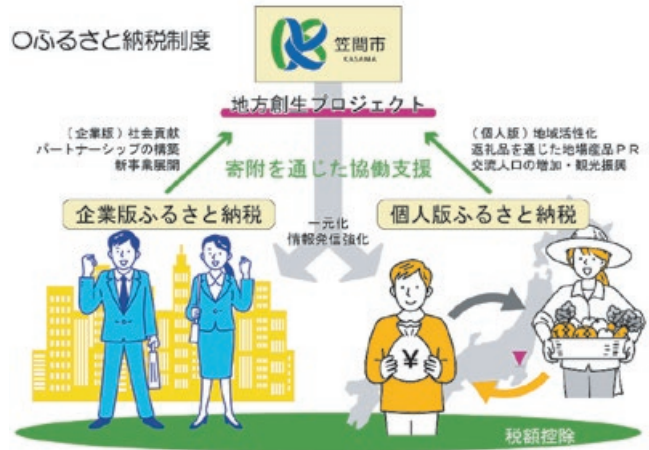 〇ふるさと納税制度
笠間市
KASAMA
地方創生プロジェクト
(企業版)社会貢献
パートナーシップの構築
新事業展開
(個人版)地域活性化
返礼品を通じた地場産品PR
交流人口の増加・観光振興
寄附を通じた協働支援
企業版ふるさと納税
個人版ふるさと納税
一元化
情報発信強化
¥
税額控除